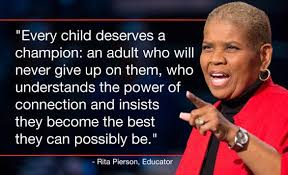 "Every child deserves a
champion: an adult who will
never give up on them, who
understands the power of
connection and insists
they become the best
they can possibly be."
- Rita Pierson, Educator